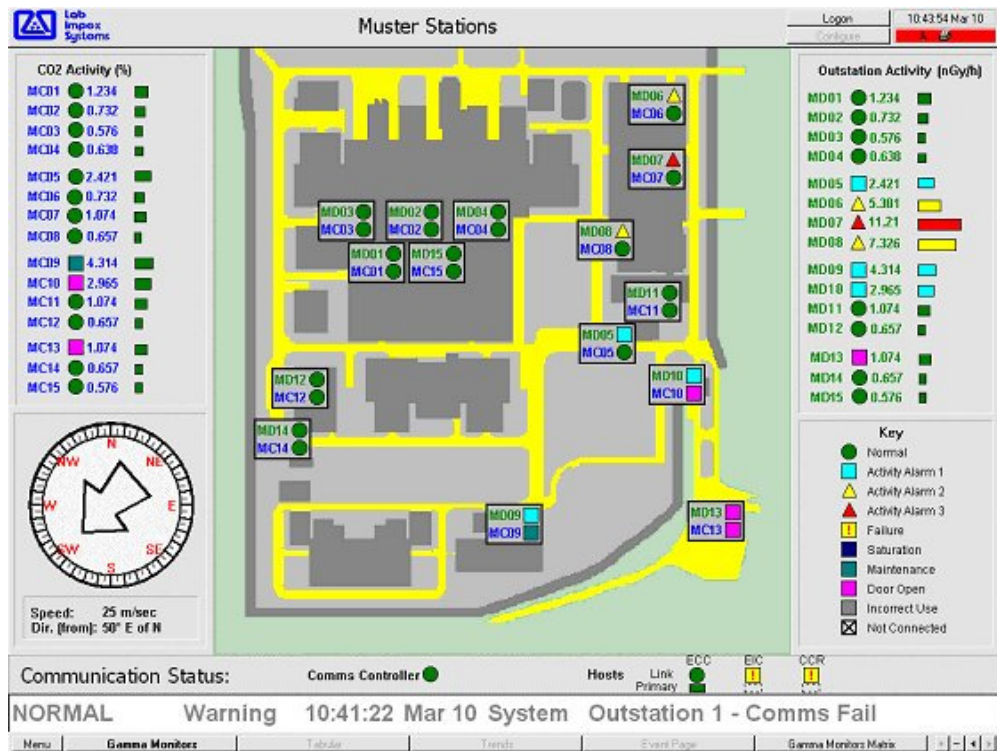 Lab
Impex
Systems
Muster Stations
Logon
10:43:54 Mar 10
Configure
A
CO2 Activity (%)
MC01 1.234
MC02 0.732
MC03 0.576
MC04 0.638
MC05 2.421
MC06 0.732
MC07 1.074
MC08 0.657
MC09 4.314
MC10 2.965
MC11 1.074
MC12 0.657
MC13 1.074
MC14 0.657
MC15 0.576
N
NE
E
SE
S
SW
W
NW
Speed: 25 m/sec
Dir. (from): 50° E of N
MD06
MC06
MD07
MC07
MD03 MD02 MD04
MC03 MC02 MC04
MD08
MC08
MD01 MD15
MC01 MC15
MD11
MC11
MD05
MC05
MD12
MC12
MD10
MC10
MD14
MC14
MD09
MC09
MD13
MC13
Outstation Activity (nGy/h)
MD01 1.234
MD02 0.732
MD03 0.576
MD04 0.638
MD05 2.421
MD06 5.301
MD07 11.21
MD08 7.326
MD09 4.314
MD10 2.965
MD11 1.074
MD12 0.657
MD13 1.074
MD14 0.657
MD15 0.576
Key
Normal
Activity Alarm 1
Activity Alarm 2
Activity Alarm 3
! Failure
Saturation
Maintenance
Door Open
Incorrect Use
Not Connected
Communication Status: Comms Controller Hosts Link ECC EIC CCR
! !
Primary
NORMAL Warning 10:41:22 Mar 10 System Outstation 1 - Comms Fail
Menu Gamma Monitors Tabular Trends Event Page Gamma Monitors Matrix